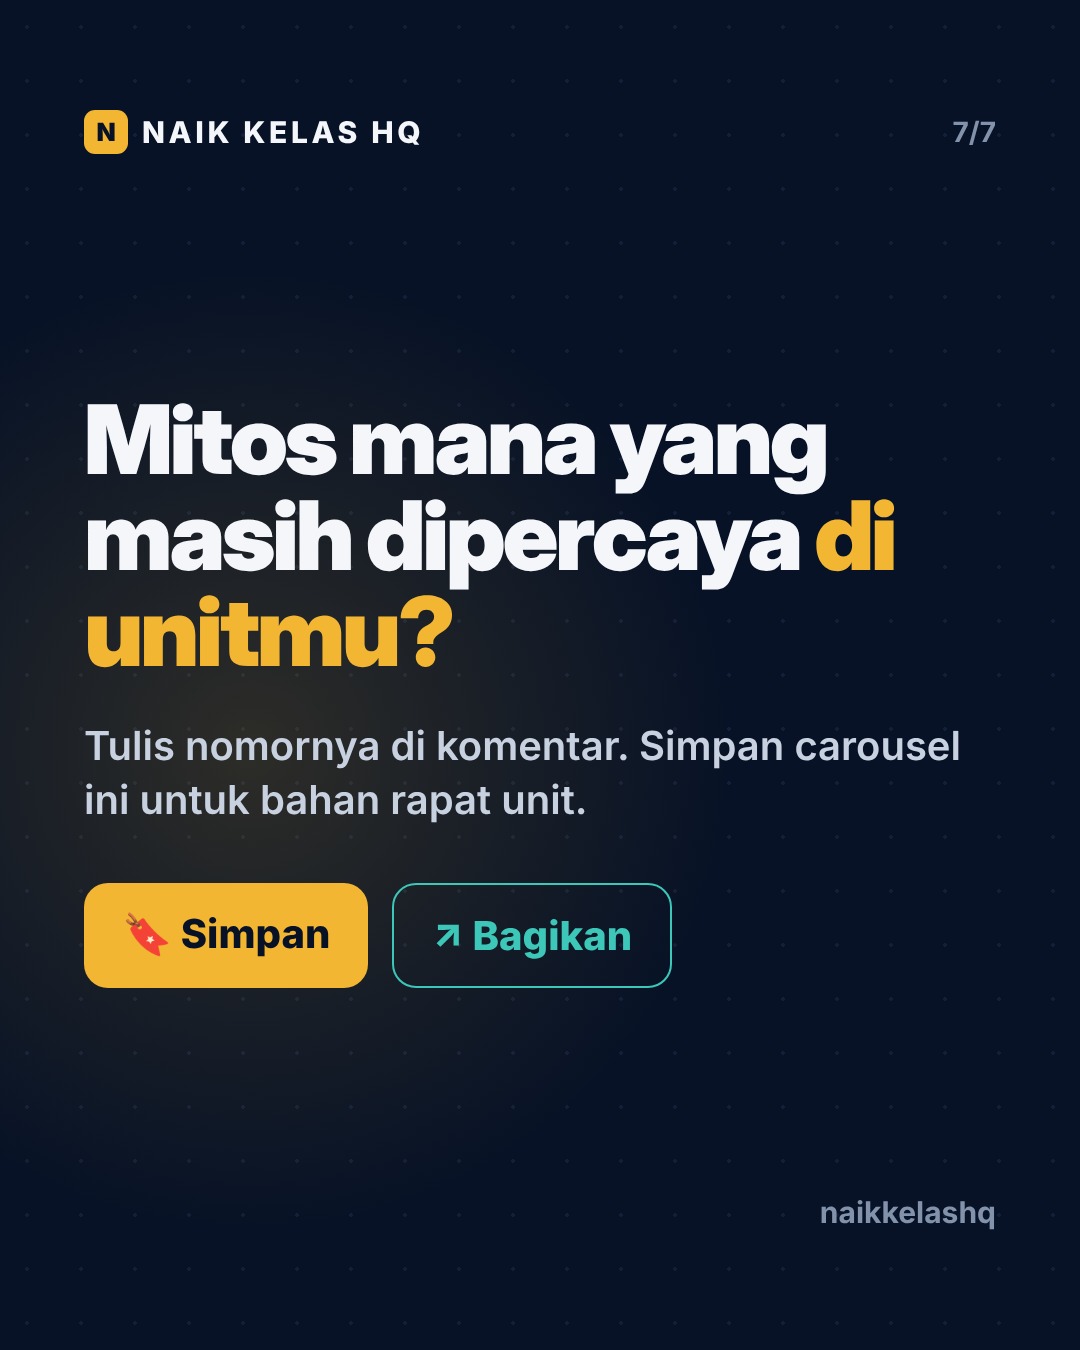 N NAIK KELAS HQ
7/7
Mitos mana yang
masih dipercaya di
unitmu?
Tulis nomornya di komentar. Simpan carousel
ini untuk bahan rapat unit.
🔖 Simpan
↗ Bagikan
naikkelashq